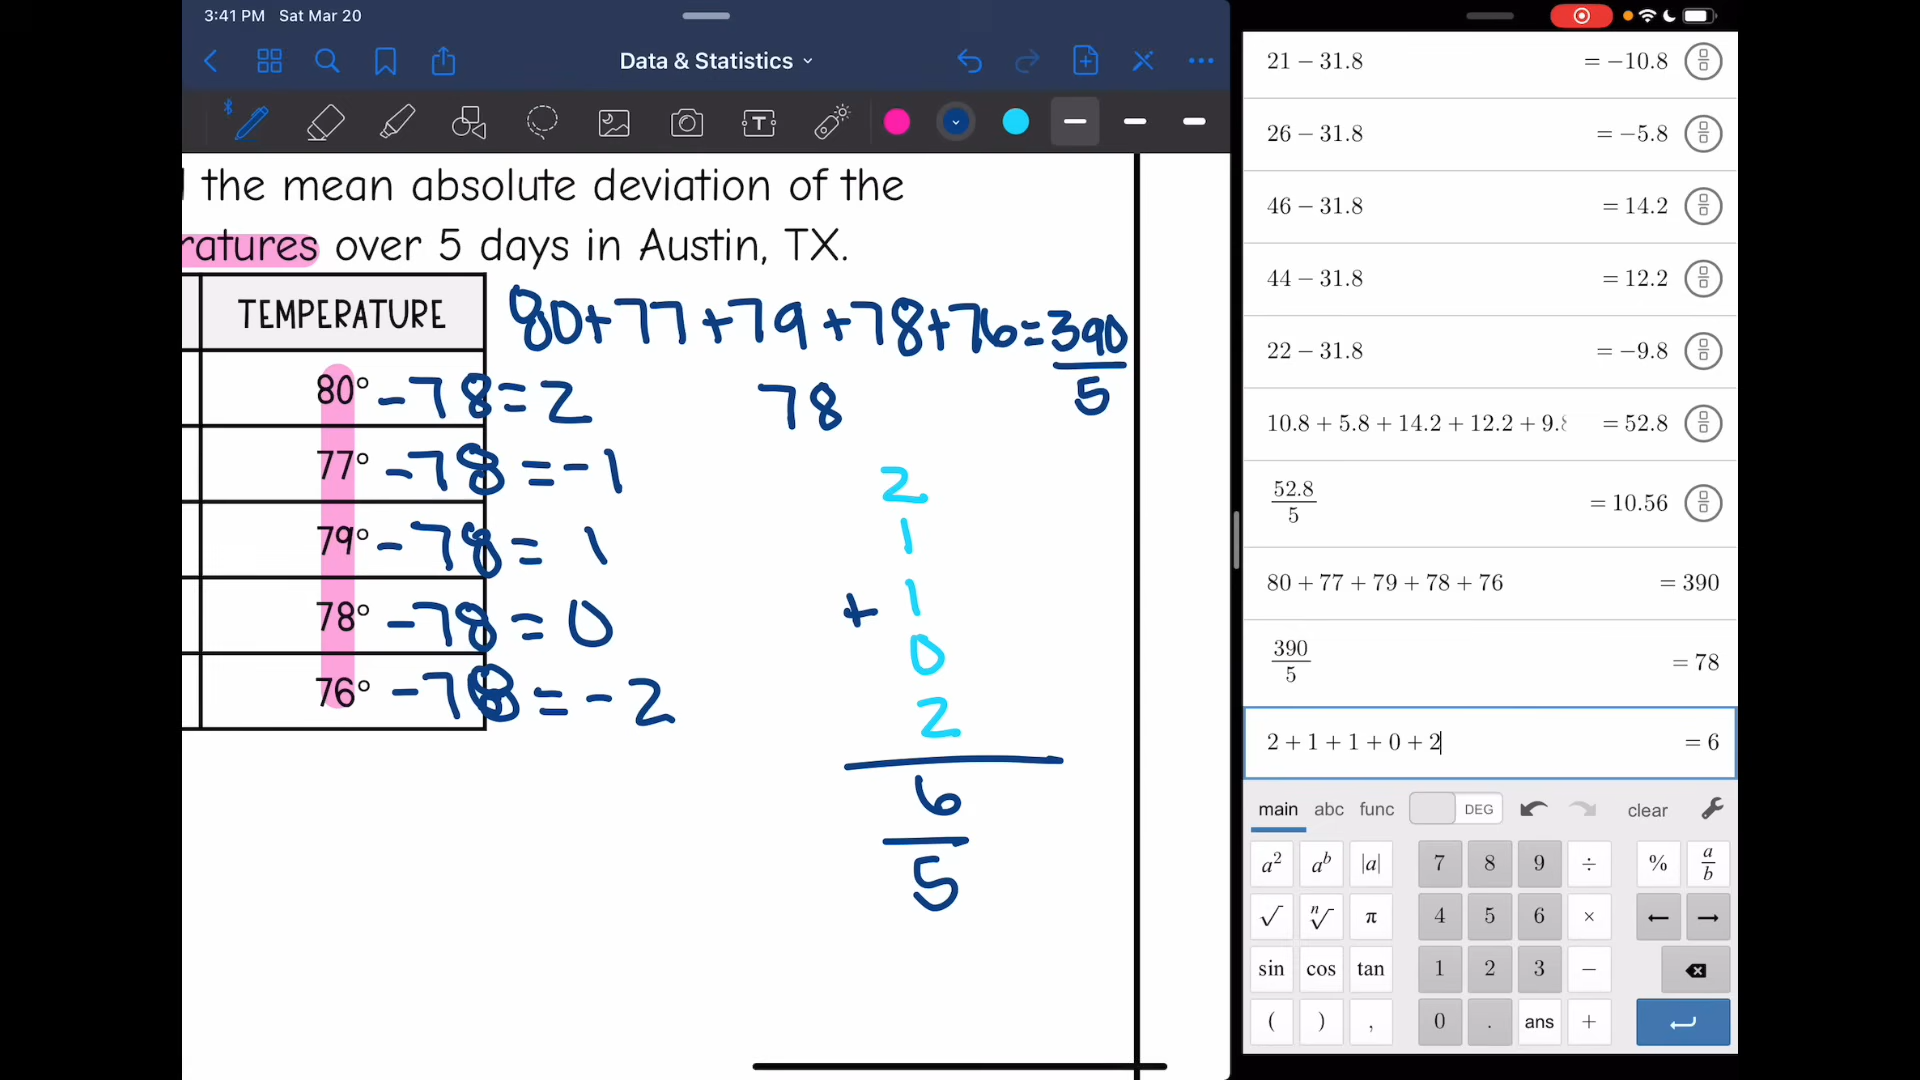 3:41 PM Sat Mar 20
Data & Statistics
T
the mean absolute deviation of the
ratures over 5 days in Austin, TX.
TEMPERATURE
80+77+79+78+76=390
5
78
80° -78=2
77° -78=-1
79° -78= 1
78° -78= 0
76° -78=-2
2
1
+ 1
0
2
6
5
21 − 31.8 = −10.8
26 − 31.8 = −5.8
46 − 31.8 = 14.2
44 − 31.8 = 12.2
22 − 31.8 = −9.8
10.8 + 5.8 + 14.2 + 12.2 + 9.8 = 52.8
52.8
5
= 10.56
80 + 77 + 79 + 78 + 76 = 390
390
5
= 78
2 + 1 + 1 + 0 + 2 = 6
main abc func DEG clear
a² aᵇ |a| 7 8 9 ÷ % a/b
√ ⁿ√ π 4 5 6 × ← →
sin cos tan 1 2 3 −
( ) , 0 . ans +